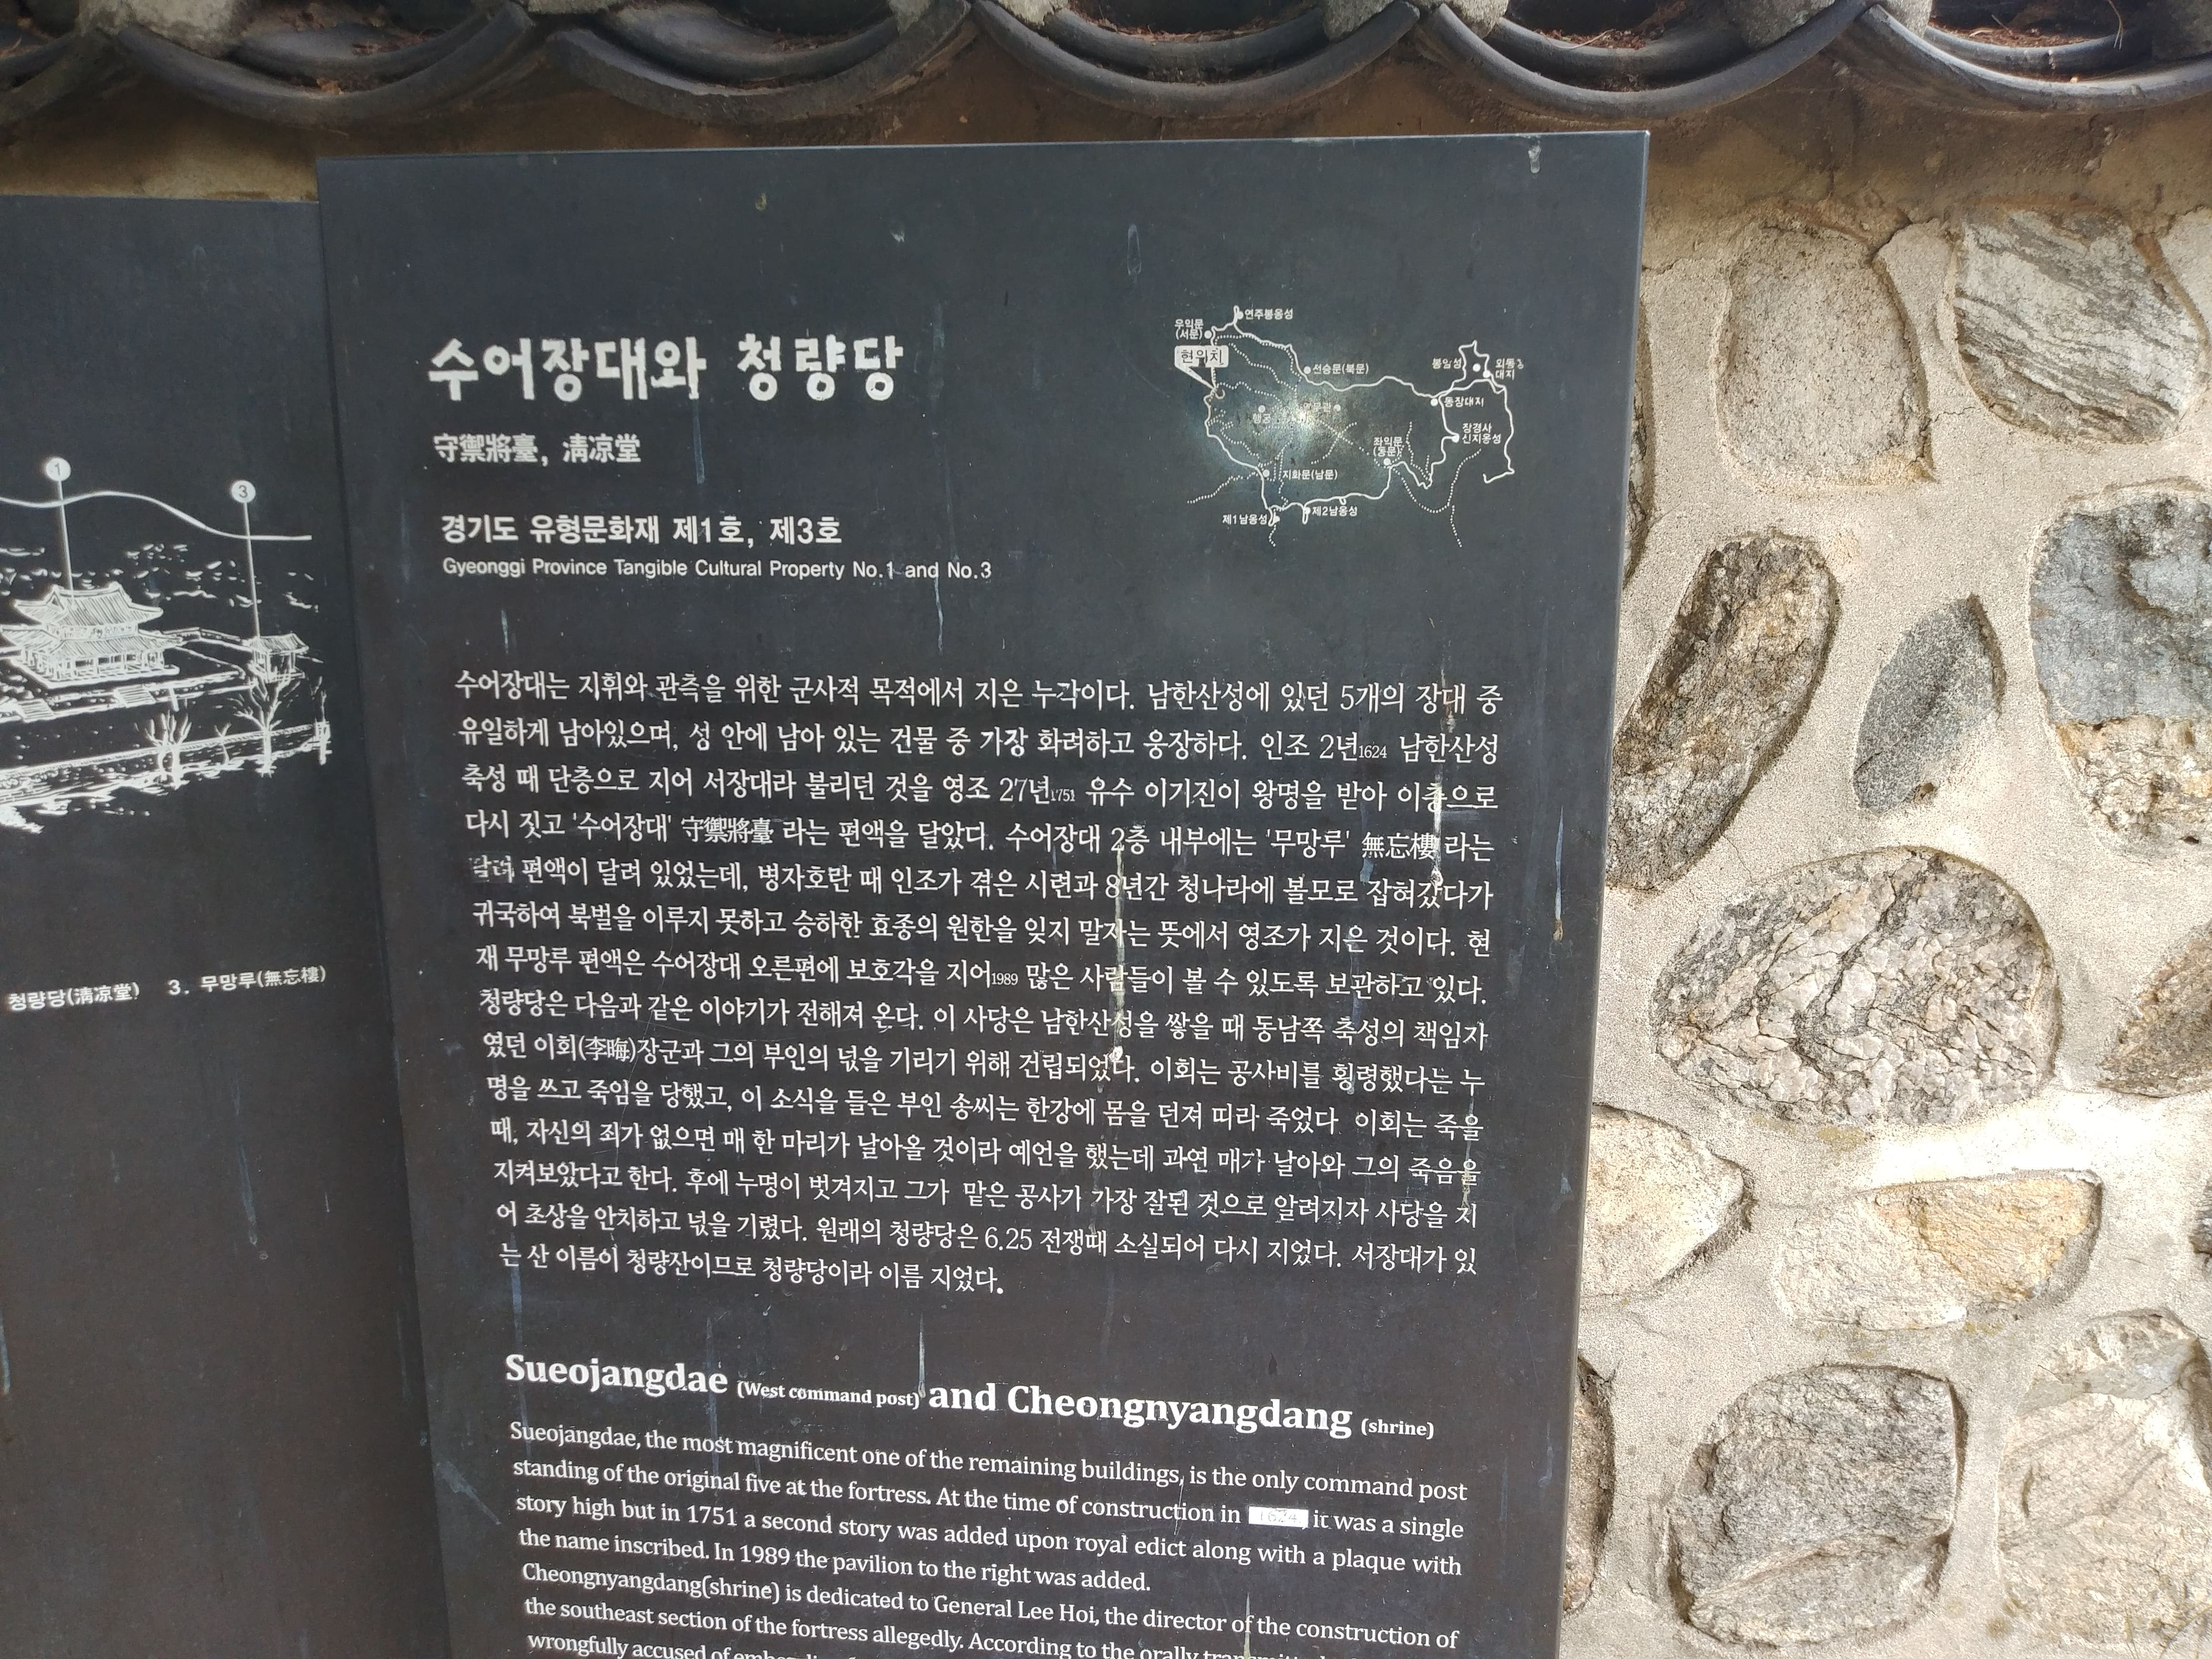 수어장대와 청량당
守禦將臺, 淸凉堂
경기도 유형문화재 제1호, 제3호
Gyeonggi Province Tangible Cultural Property No.1 and No.3
연주봉옹성
우익문
(서문)
현위치
선승문(북문)
봉암성
동장대지
장경사
신지옹성
좌익문
(동문)
행궁
지화문(남문)
제1남옹성
제2남옹성
1
3
청량당(淸凉堂) 3. 무망루(無忘樓)
수어장대는 지휘와 관측을 위한 군사적 목적에서 지은 누각이다. 남한산성에 있던 5개의 장대 중
유일하게 남아있으며, 성 안에 남아 있는 건물 중 가장 화려하고 웅장하다. 인조 2년1624 남한산성
축성 때 단층으로 지어 서장대라 불리던 것을 영조 27년1751 유수 이기진이 왕명을 받아 이층으로
다시 짓고 '수어장대' 守禦將臺 라는 편액을 달았다. 수어장대 2층 내부에는 '무망루' 無忘樓 라는
달려 편액이 달려 있었는데, 병자호란 때 인조가 겪은 시련과 8년간 청나라에 볼모로 잡혀갔다가
귀국하여 북벌을 이루지 못하고 승하한 효종의 원한을 잊지 말자는 뜻에서 영조가 지은 것이다. 현
재 무망루 편액은 수어장대 오른편에 보호각을 지어1989 많은 사람들이 볼 수 있도록 보관하고 있다.
청량당은 다음과 같은 이야기가 전해져 온다. 이 사당은 남한산성을 쌓을 때 동남쪽 축성의 책임자
였던 이회(李晦)장군과 그의 부인의 넋을 기리기 위해 건립되었다. 이회는 공사비를 횡령했다는 누
명을 쓰고 죽임을 당했고, 이 소식을 들은 부인 송씨는 한강에 몸을 던져 따라 죽었다 이회는 죽을
때, 자신의 죄가 없으면 매 한 마리가 날아올 것이라 예언을 했는데 과연 매가 날아와 그의 죽음을
지켜보았다고 한다. 후에 누명이 벗겨지고 그가 맡은 공사가 가장 잘된 것으로 알려지자 사당을 지
어 초상을 안치하고 넋을 기렸다. 원래의 청량당은 6.25 전쟁때 소실되어 다시 지었다. 서장대가 있
는 산 이름이 청량산이므로 청량당이라 이름 지었다.
Sueojangdae (West command post) and Cheongnyangdang (shrine)
Sueojangdae, the most magnificent one of the remaining buildings, is the only command post
standing of the original five at the fortress. At the time of construction in 1624, it was a single
story high but in 1751 a second story was added upon royal edict along with a plaque with
the name inscribed. In 1989 the pavilion to the right was added.
Cheongnyangdang(shrine) is dedicated to General Lee Hoi, the director of the construction of
the southeast section of the fortress allegedly. According to the orally
wrongfully accused of